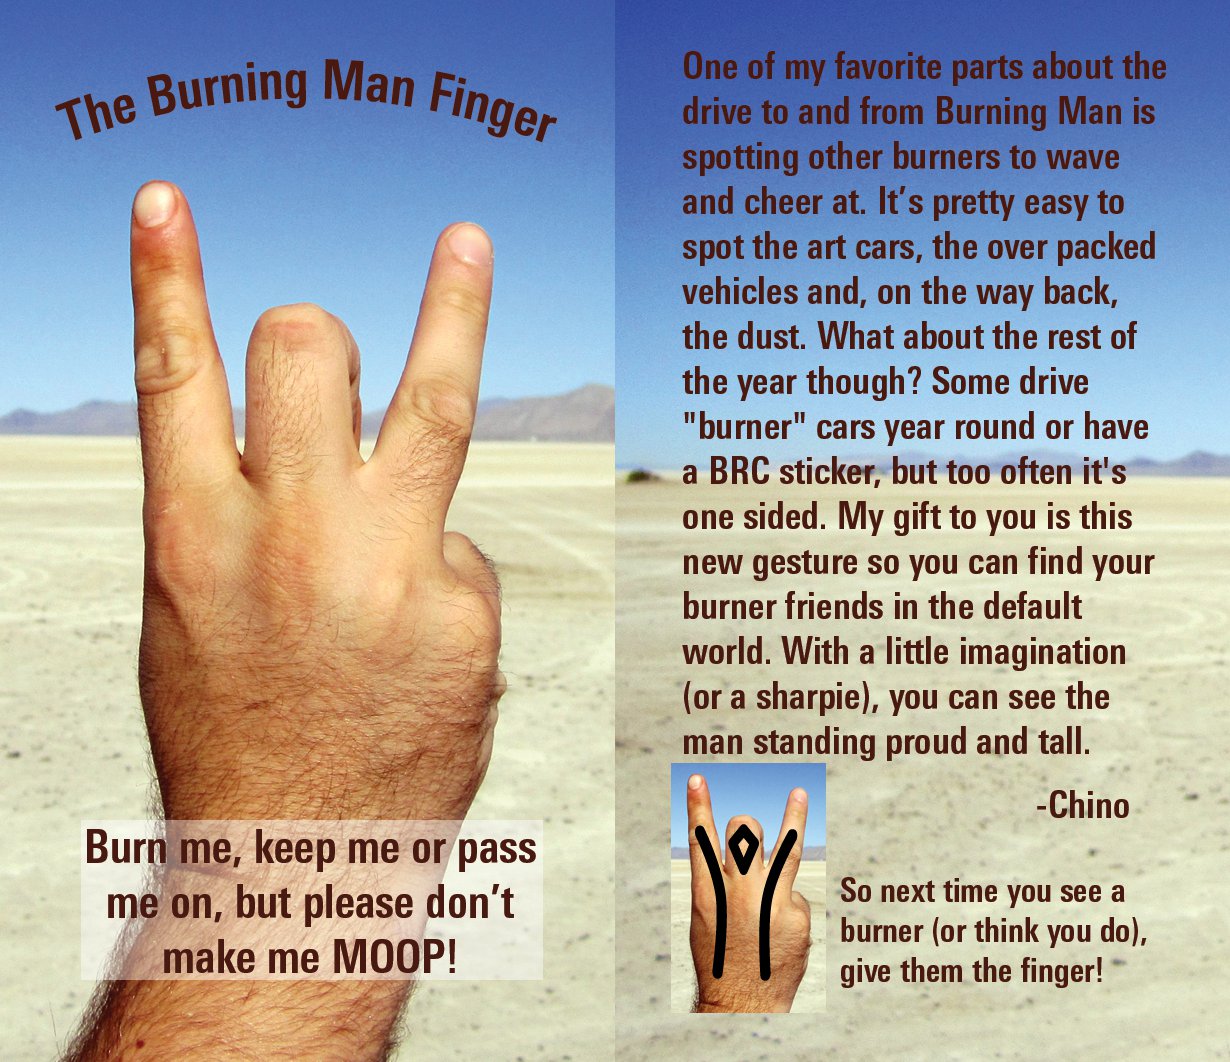 The Burning Man Finger
Burn me, keep me or pass
me on, but please don’t
make me MOOP!
One of my favorite parts about the
drive to and from Burning Man is
spotting other burners to wave
and cheer at. It’s pretty easy to
spot the art cars, the over packed
vehicles and, on the way back,
the dust. What about the rest of
the year though? Some drive
"burner" cars year round or have
a BRC sticker, but too often it's
one sided. My gift to you is this
new gesture so you can find your
burner friends in the default
world. With a little imagination
(or a sharpie), you can see the
man standing proud and tall.
-Chino
So next time you see a
burner (or think you do),
give them the finger!